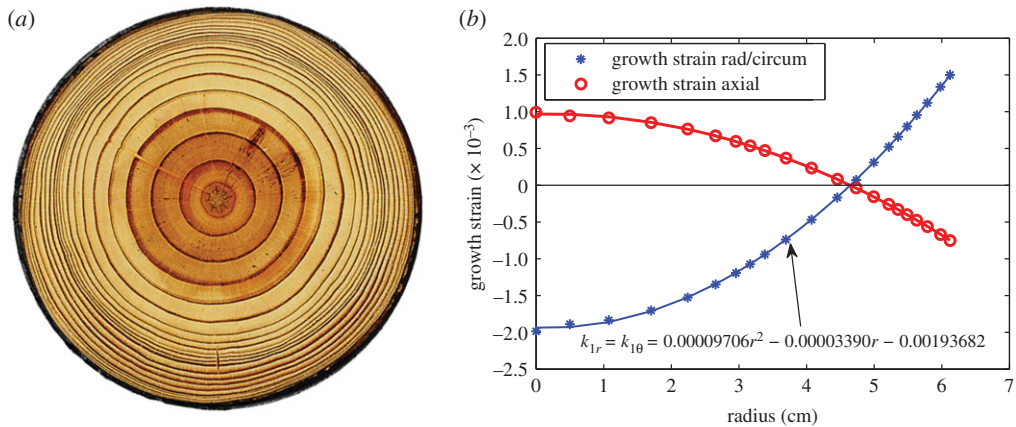 (a)
(b)
growth strain rad/circum
growth strain axial
growth strain (× 10⁻³)
2.0
1.5
1.0
0.5
0
−0.5
−1.0
−1.5
−2.0
−2.5
k₁ᵣ = k₁θ = 0.00009706r² − 0.00003390r − 0.00193682
0 1 2 3 4 5 6 7
radius (cm)